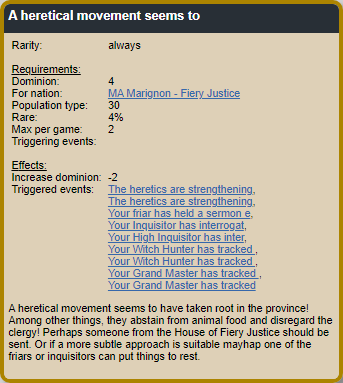 A heretical movement seems to
Rarity: always
Requirements:
Dominion: 4
For nation: MA Marignon - Fiery Justice
Population type: 30
Rare: 4%
Max per game: 2
Triggering events:
Effects:
Increase dominion: -2
Triggered events: The heretics are strengthening,
The heretics are strengthening,
Your friar has held a sermon e,
Your Inquisitor has interrogat,
Your High Inquisitor has inter,
Your Witch Hunter has tracked ,
Your Witch Hunter has tracked ,
Your Grand Master has tracked ,
Your Grand Master has tracked
A heretical movement seems to have taken root in the province!
Among other things, they abstain from animal food and disregard the
clergy! Perhaps someone from the House of Fiery Justice should be
sent. Or if a more subtle approach is suitable mayhap one of the
friars or inquisitors can put things to rest.